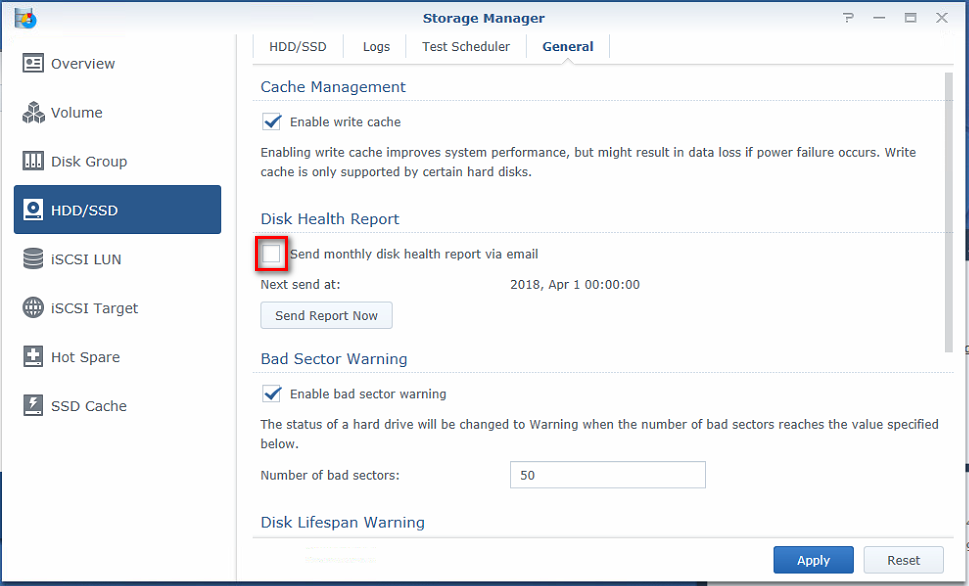 Storage Manager
?
Overview
Volume
Disk Group
HDD/SSD
iSCSI LUN
iSCSI Target
Hot Spare
SSD Cache
HDD/SSD
Logs
Test Scheduler
General
Cache Management
Enable write cache
Enabling write cache improves system performance, but might result in data loss if power failure occurs. Write
cache is only supported by certain hard disks.
Disk Health Report
Send monthly disk health report via email
Next send at: 2018, Apr 1 00:00:00
Send Report Now
Bad Sector Warning
Enable bad sector warning
The status of a hard drive will be changed to Warning when the number of bad sectors reaches the value specified
below.
Number of bad sectors: 50
Disk Lifespan Warning
Apply
Reset